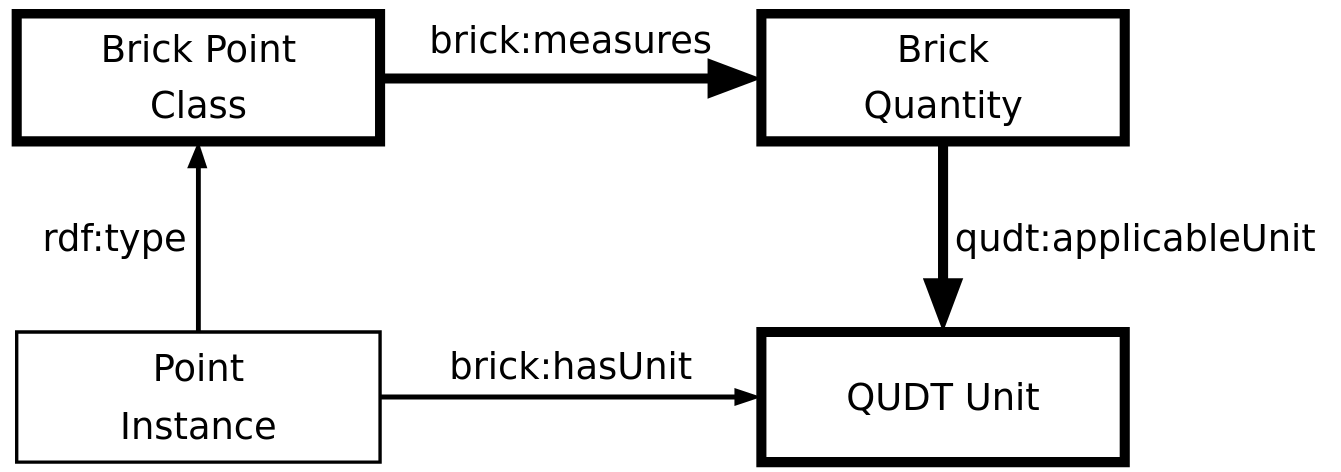 Brick Point
Class
brick:measures
Brick
Quantity
rdf:type
qudt:applicableUnit
Point
Instance
brick:hasUnit
QUDT Unit